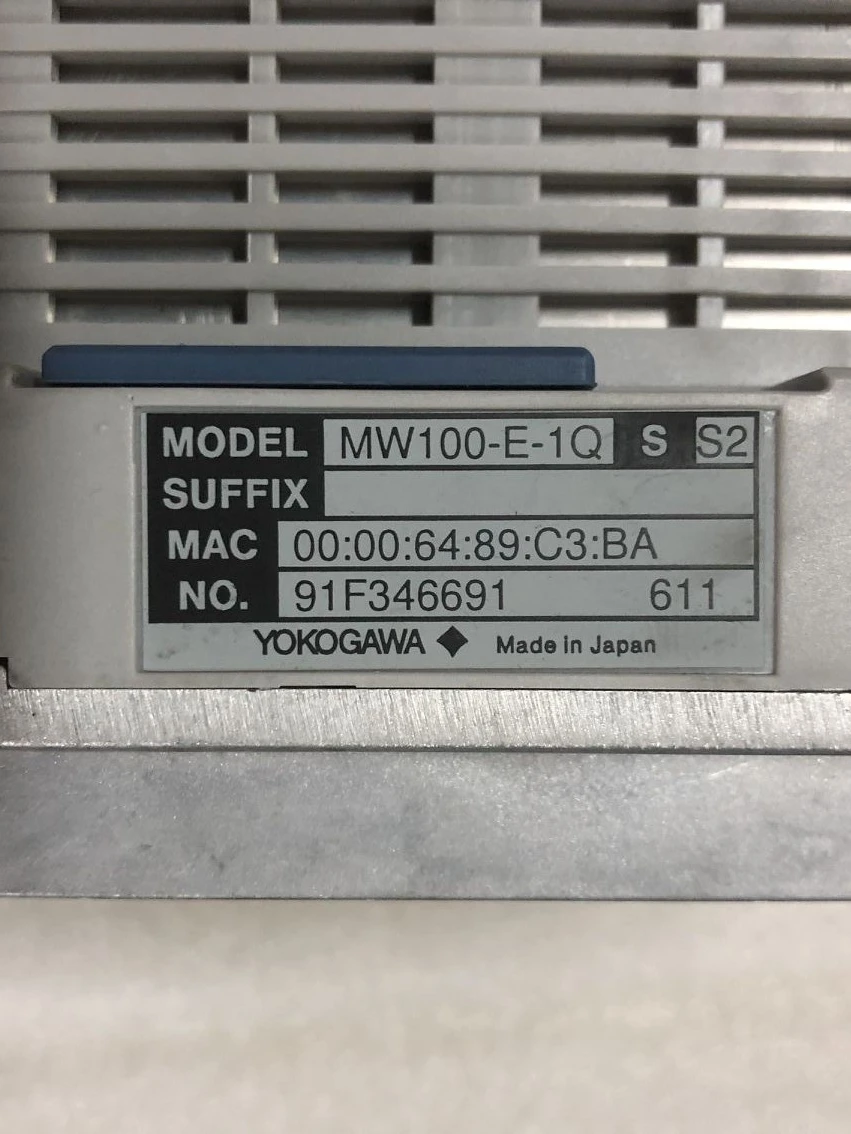 MODEL MW100-E-1Q S S2
SUFFIX
MAC 00:00:64:89:C3:BA
NO. 91F346691 611
YOKOGAWA Made in Japan